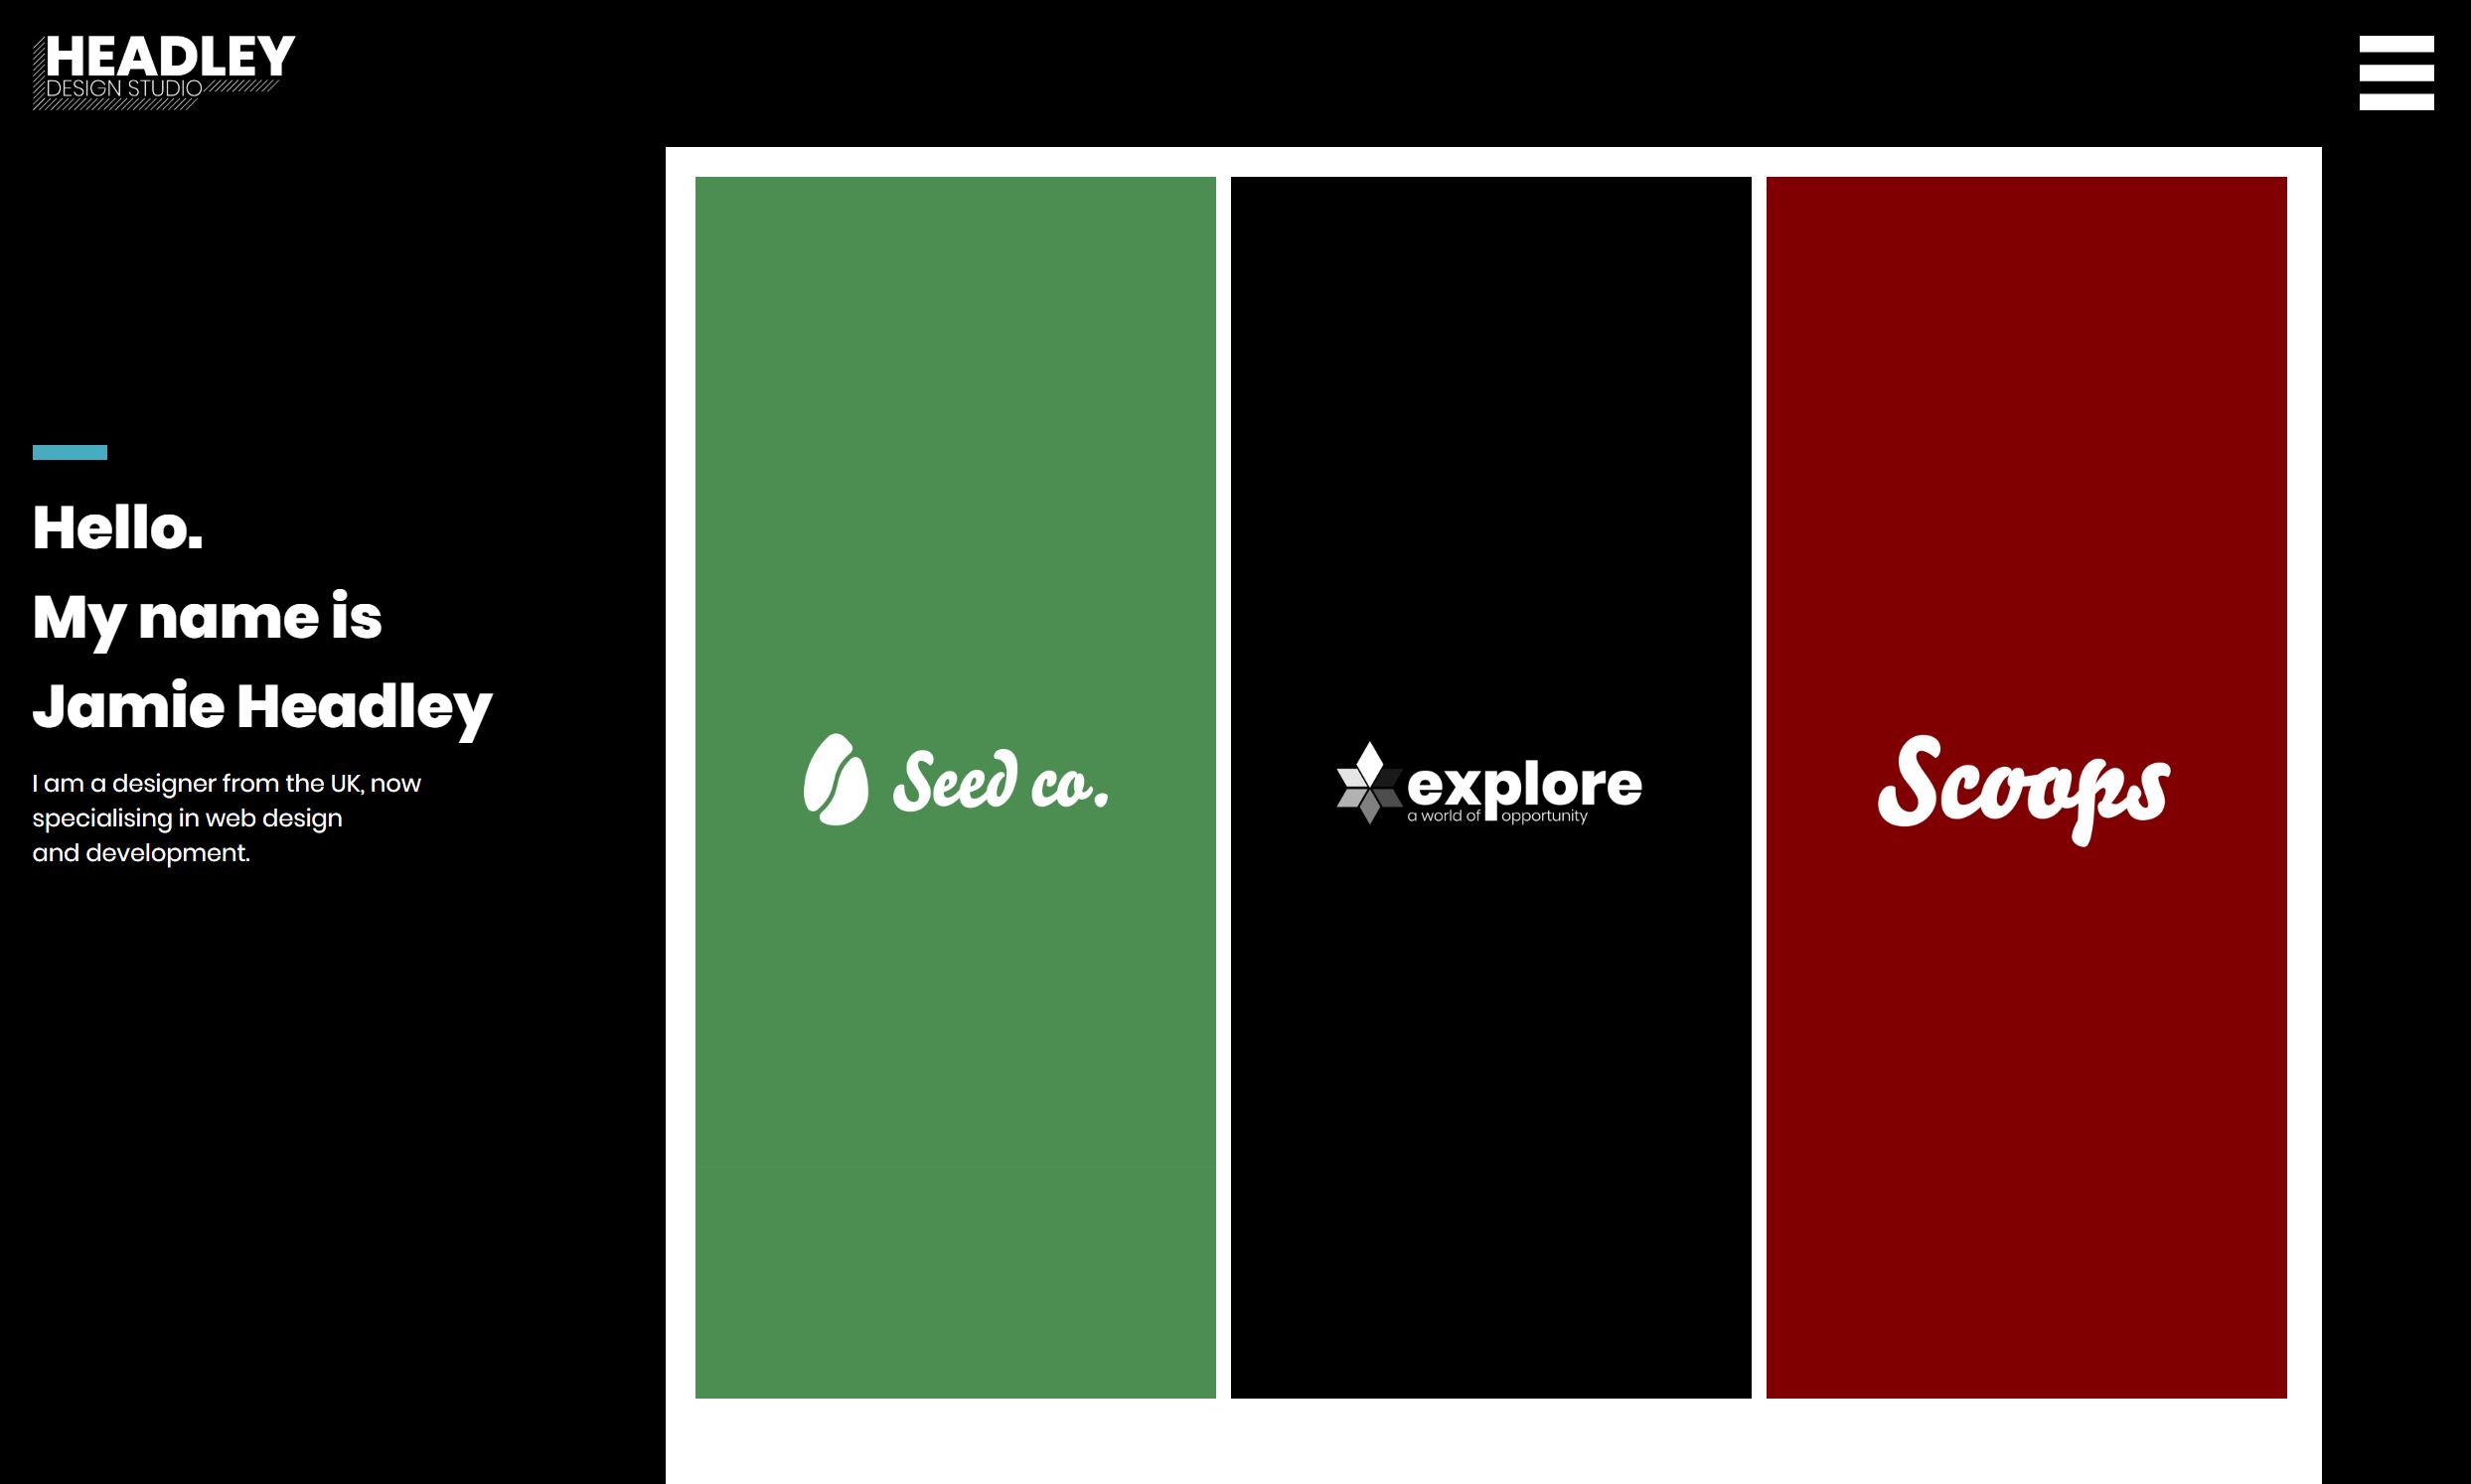 HEADLEY
DESIGN STUDIO
Hello.
My name is
Jamie Headley
I am a designer from the UK, now
specialising in web design
and development.
Seed co.
explore
a world of opportunity
Scoops